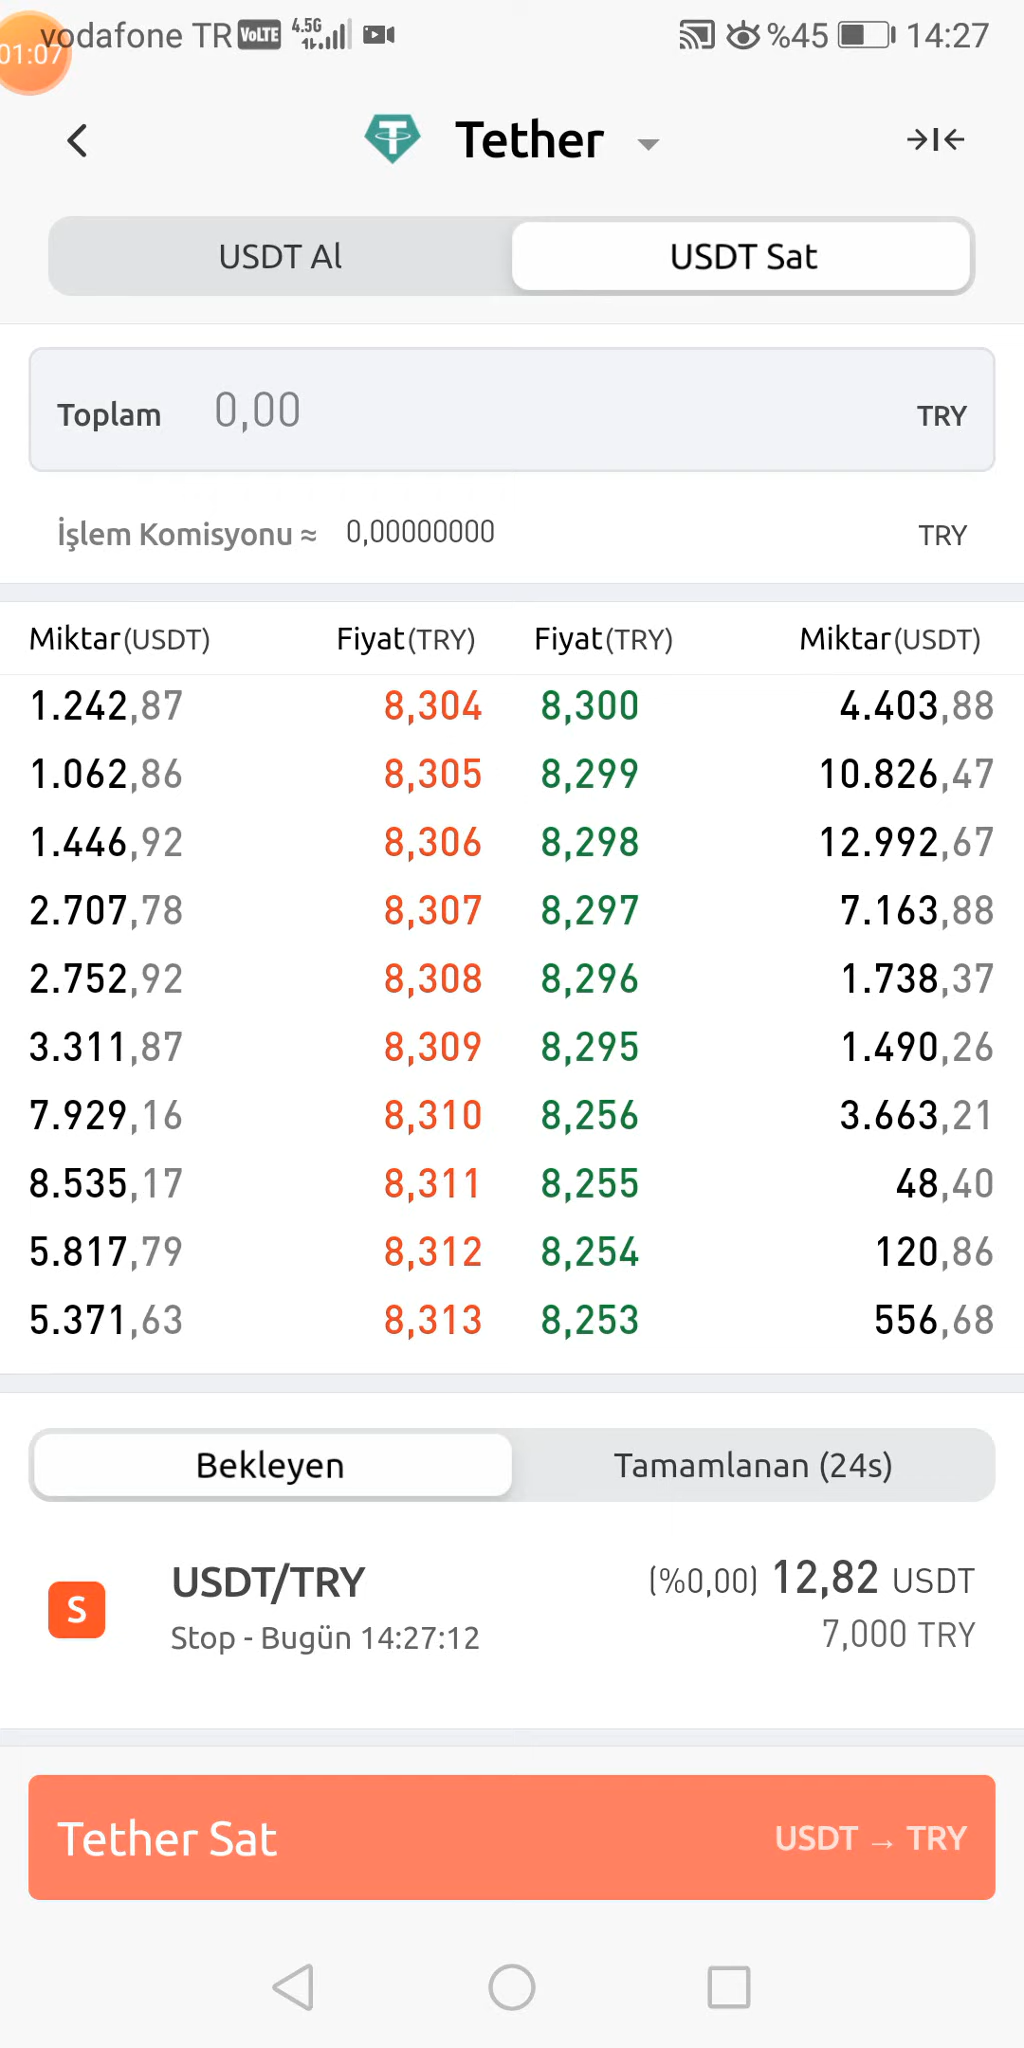 vodafone TR VoLTE 4.5G %45 14:27
01:07
Tether
USDT Al USDT Sat
Toplam 0,00 TRY
İşlem Komisyonu ≈ 0,00000000 TRY
Miktar(USDT) Fiyat(TRY) Fiyat(TRY) Miktar(USDT)
1.242,87 8,304 8,300 4.403,88
1.062,86 8,305 8,299 10.826,47
1.446,92 8,306 8,298 12.992,67
2.707,78 8,307 8,297 7.163,88
2.752,92 8,308 8,296 1.738,37
3.311,87 8,309 8,295 1.490,26
7.929,16 8,310 8,256 3.663,21
8.535,17 8,311 8,255 48,40
5.817,79 8,312 8,254 120,86
5.371,63 8,313 8,253 556,68
Bekleyen Tamamlanan (24s)
S USDT/TRY (%0,00) 12,82 USDT
Stop - Bugün 14:27:12 7,000 TRY
Tether Sat USDT → TRY